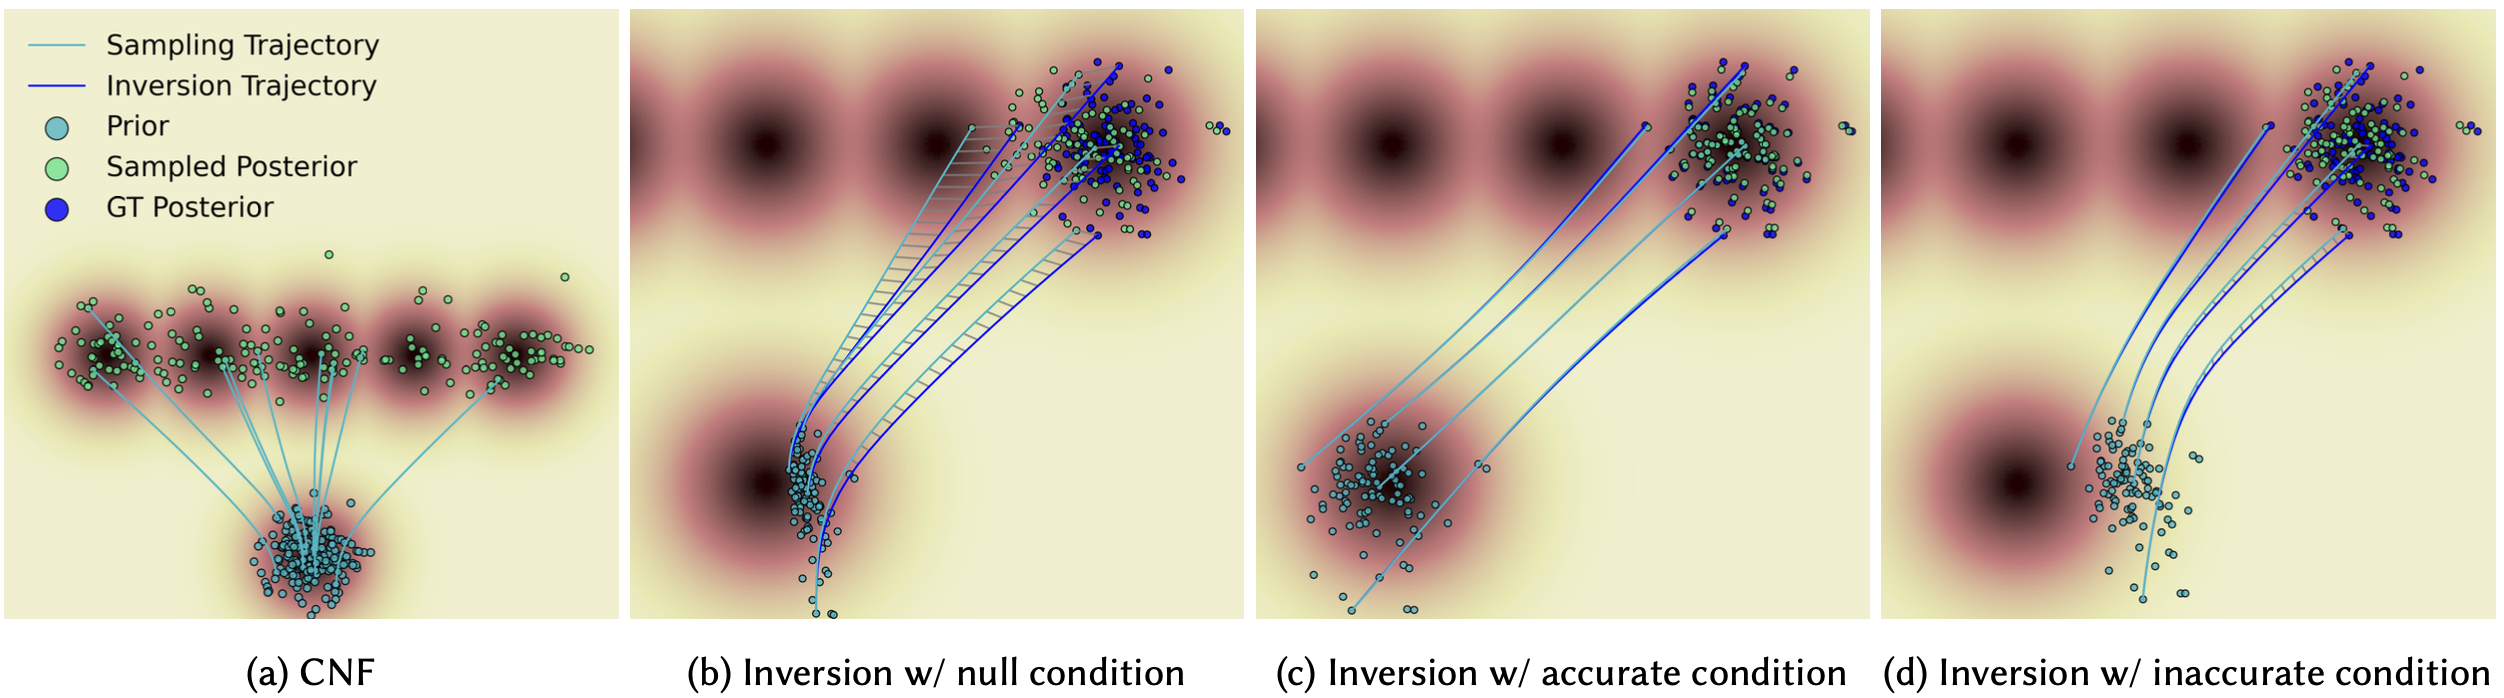 Sampling Trajectory
Inversion Trajectory
Prior
Sampled Posterior
GT Posterior
(a) CNF
(b) Inversion w/ null condition
(c) Inversion w/ accurate condition
(d) Inversion w/ inaccurate condition